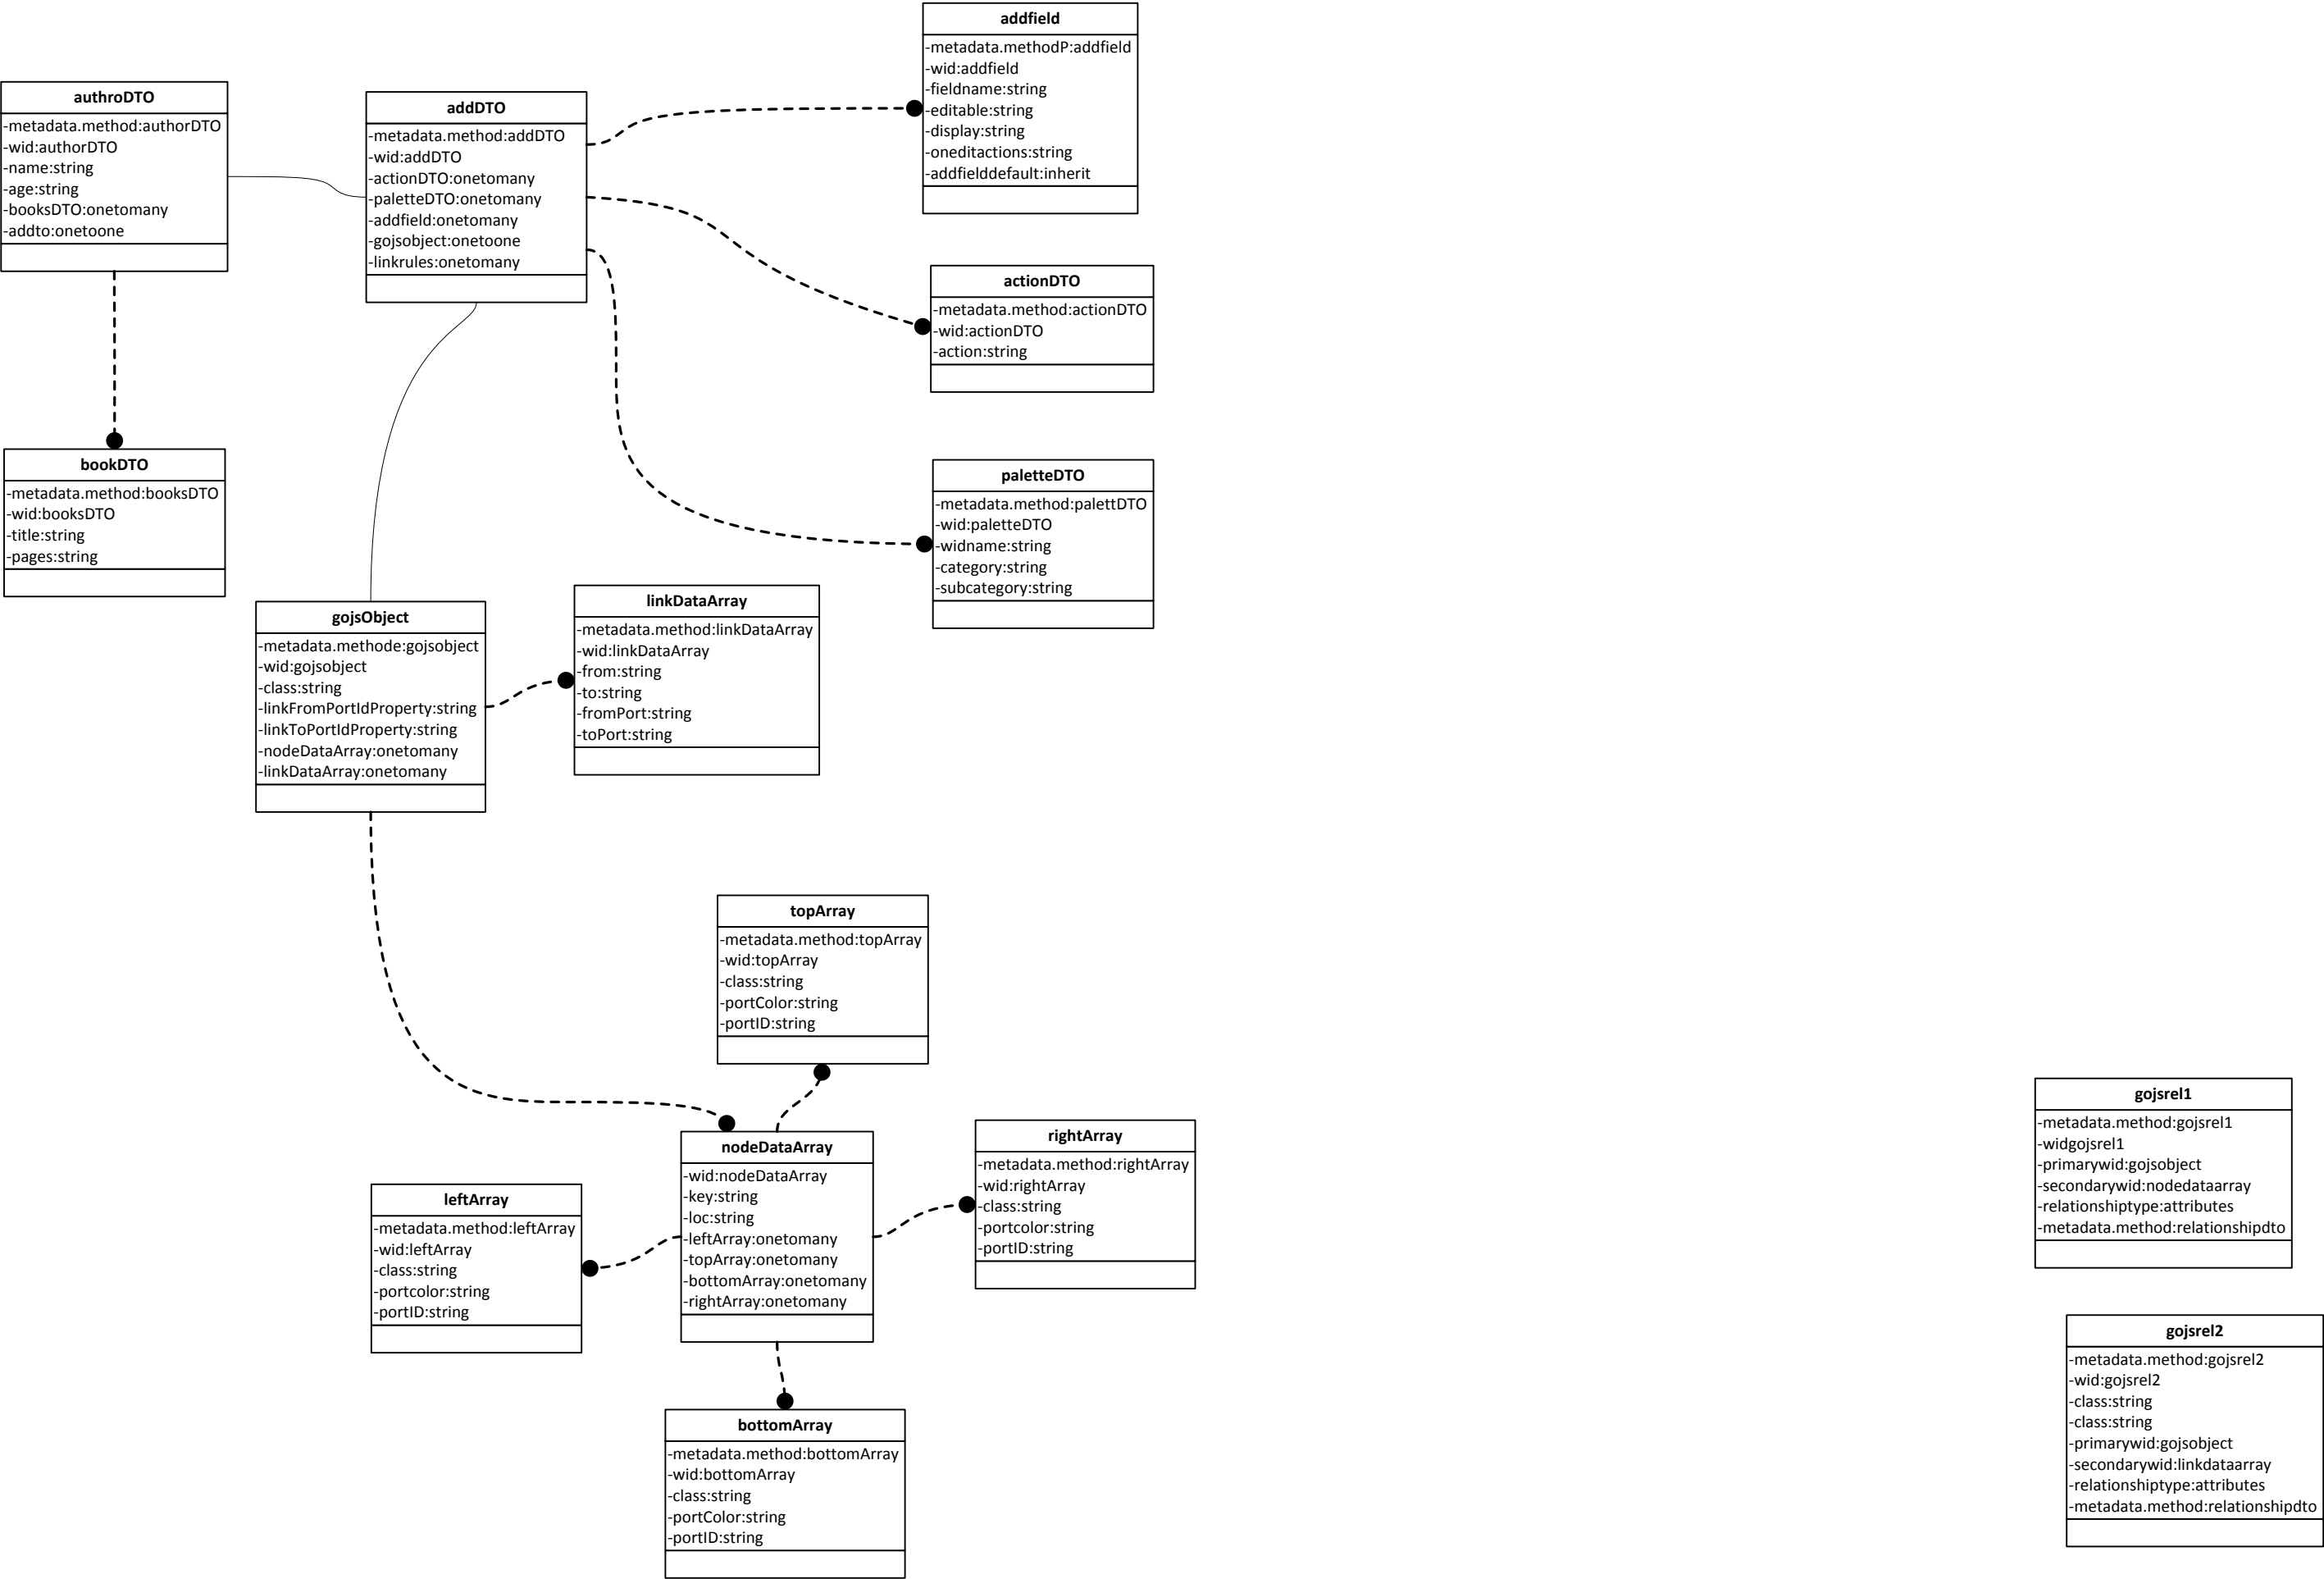 addfield
-metadata.methodP:addfield
-wid:addfield
-fieldname:string
-editable:string
-display:string
-oneditactions:string
-addfielddefault:inherit
authroDTO
-metadata.method:authorDTO
-wid:authorDTO
-name:string
-age:string
-booksDTO:onetomany
-addto:onetoone
addDTO
-metadata.method:addDTO
-wid:addDTO
-actionDTO:onetomany
-paletteDTO:onetomany
-addfield:onetomany
-gojsobject:onetoone
-linkrules:onetomany
actionDTO
-metadata.method:actionDTO
-wid:actionDTO
-action:string
bookDTO
-metadata.method:booksDTO
-wid:booksDTO
-title:string
-pages:string
paletteDTO
-metadata.method:palettDTO
-wid:paletteDTO
-widname:string
-category:string
-subcategory:string
gojsObject
-metadata.methode:gojsobject
-wid:gojsobject
-class:string
-linkFromPortIdProperty:string
-linkToPortIdProperty:string
-nodeDataArray:onetomany
-linkDataArray:onetomany
linkDataArray
-metadata.method:linkDataArray
-wid:linkDataArray
-from:string
-to:string
-fromPort:string
-toPort:string
topArray
-metadata.method:topArray
-wid:topArray
-class:string
-portColor:string
-portID:string
nodeDataArray
-wid:nodeDataArray
-key:string
-loc:string
-leftArray:onetomany
-topArray:onetomany
-bottomArray:onetomany
-rightArray:onetomany
rightArray
-metadata.method:rightArray
-wid:rightArray
-class:string
-portcolor:string
-portID:string
leftArray
-metadata.method:leftArray
-wid:leftArray
-class:string
-portcolor:string
-portID:string
bottomArray
-metadata.method:bottomArray
-wid:bottomArray
-class:string
-portColor:string
-portID:string
gojsrel1
-metadata.method:gojsrel1
-widgojsrel1
-primarywid:gojsobject
-secondarywid:nodedataarray
-relationshiptype:attributes
-metadata.method:relationshipdto
gojsrel2
-metadata.method:gojsrel2
-wid:gojsrel2
-class:string
-class:string
-primarywid:gojsobject
-secondarywid:linkdataarray
-relationshiptype:attributes
-metadata.method:relationshipdto